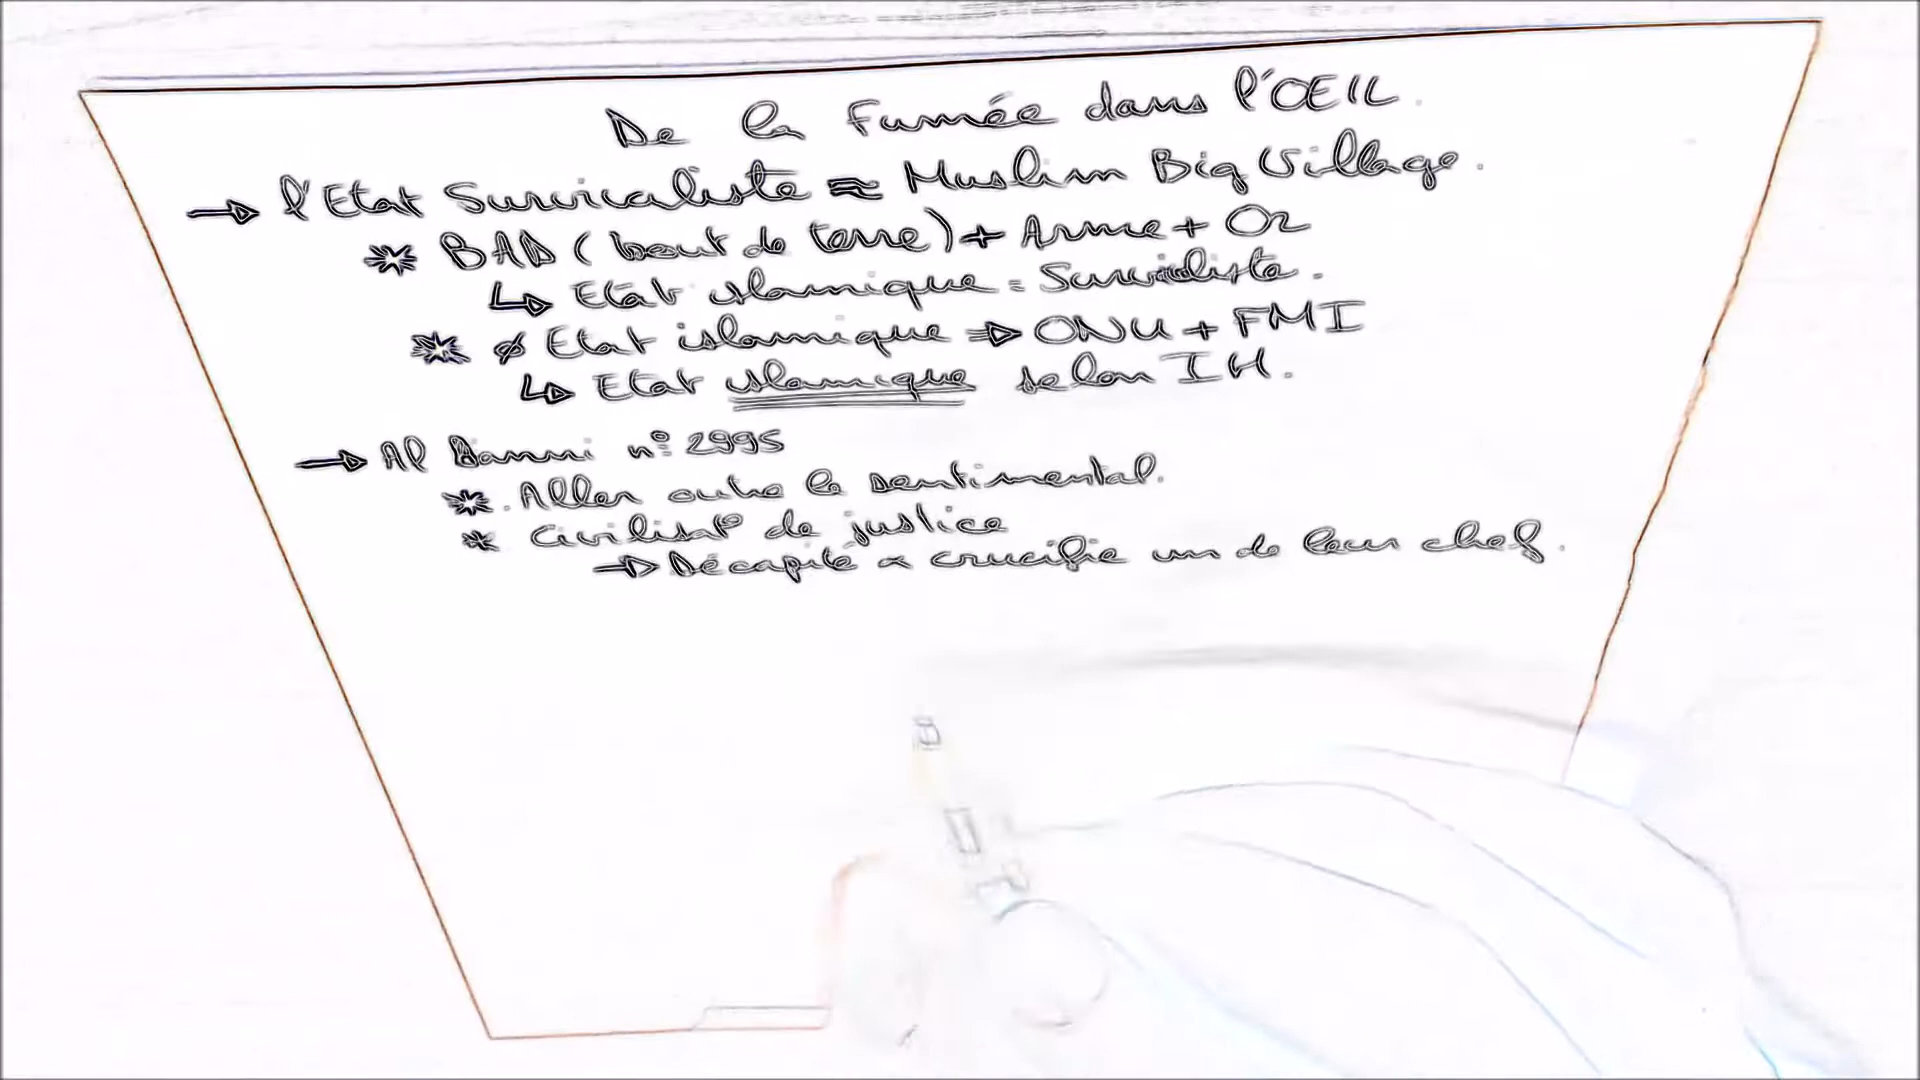 De la Fumée dans l'OEIL.
→ l'Etat Survivaliste ≈ Muslim Big Village.
* BAD (bout de terre) + Arme + Or
↳ Etat islamique = Survivaliste.
* ø Etat islamique ⇒ ONU + FMI
↳ Etat islamique selon IH.
→ Al Banni n° 2995
* Aller outre le sentimental.
* Civilisat° de justice
→ Décapité crucifie un de leur chef.